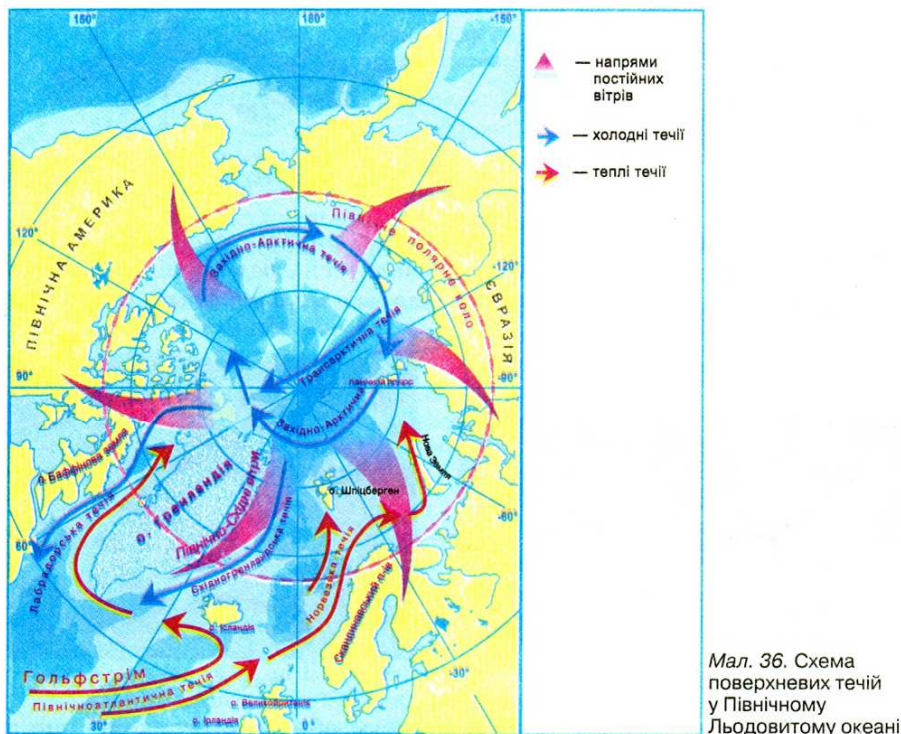 150°
180°
-150°
— напрями
постійних
вітрів
— холодні течії
— теплі течії
ПІВНІЧНА АМЕРИКА
120°
-120°
ЄВРАЗІЯ
Північне полярне коло
Західно-Арктична течія
Трансарктична течія
90°
-90°
Західно-Арктична
Нова Земля
о. Баффінова земля
о. Гренландія
Північно-східні вітри
о. Шпіцберген
60°
-60°
Лабрадорська течія
Східногренландська течія
Норвезька течія
Скандинавський п-ів
о. Ісландія
-30°
Гольфстрім
Північноатлантична течія
о. Великобританія
о. Ірландія
30°
0°
Мал. 36. Схема
поверхневих течій
у Північному
Льодовитому океані